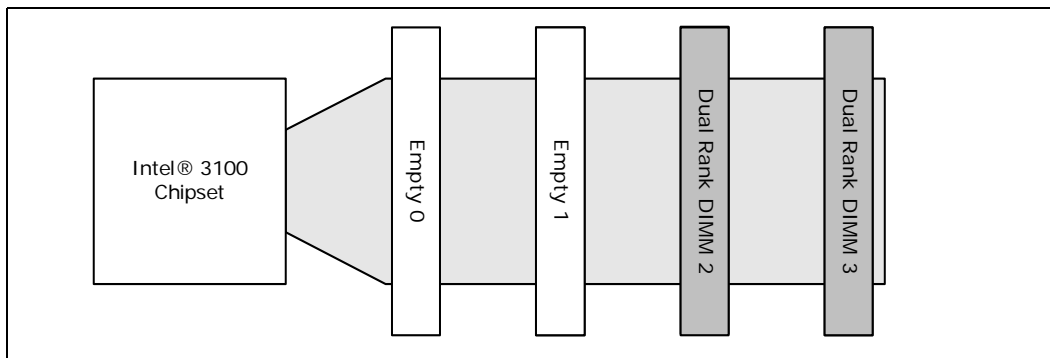 Intel® 3100
Chipset
Empty 0
Empty 1
Dual Rank DIMM 2
Dual Rank DIMM 3